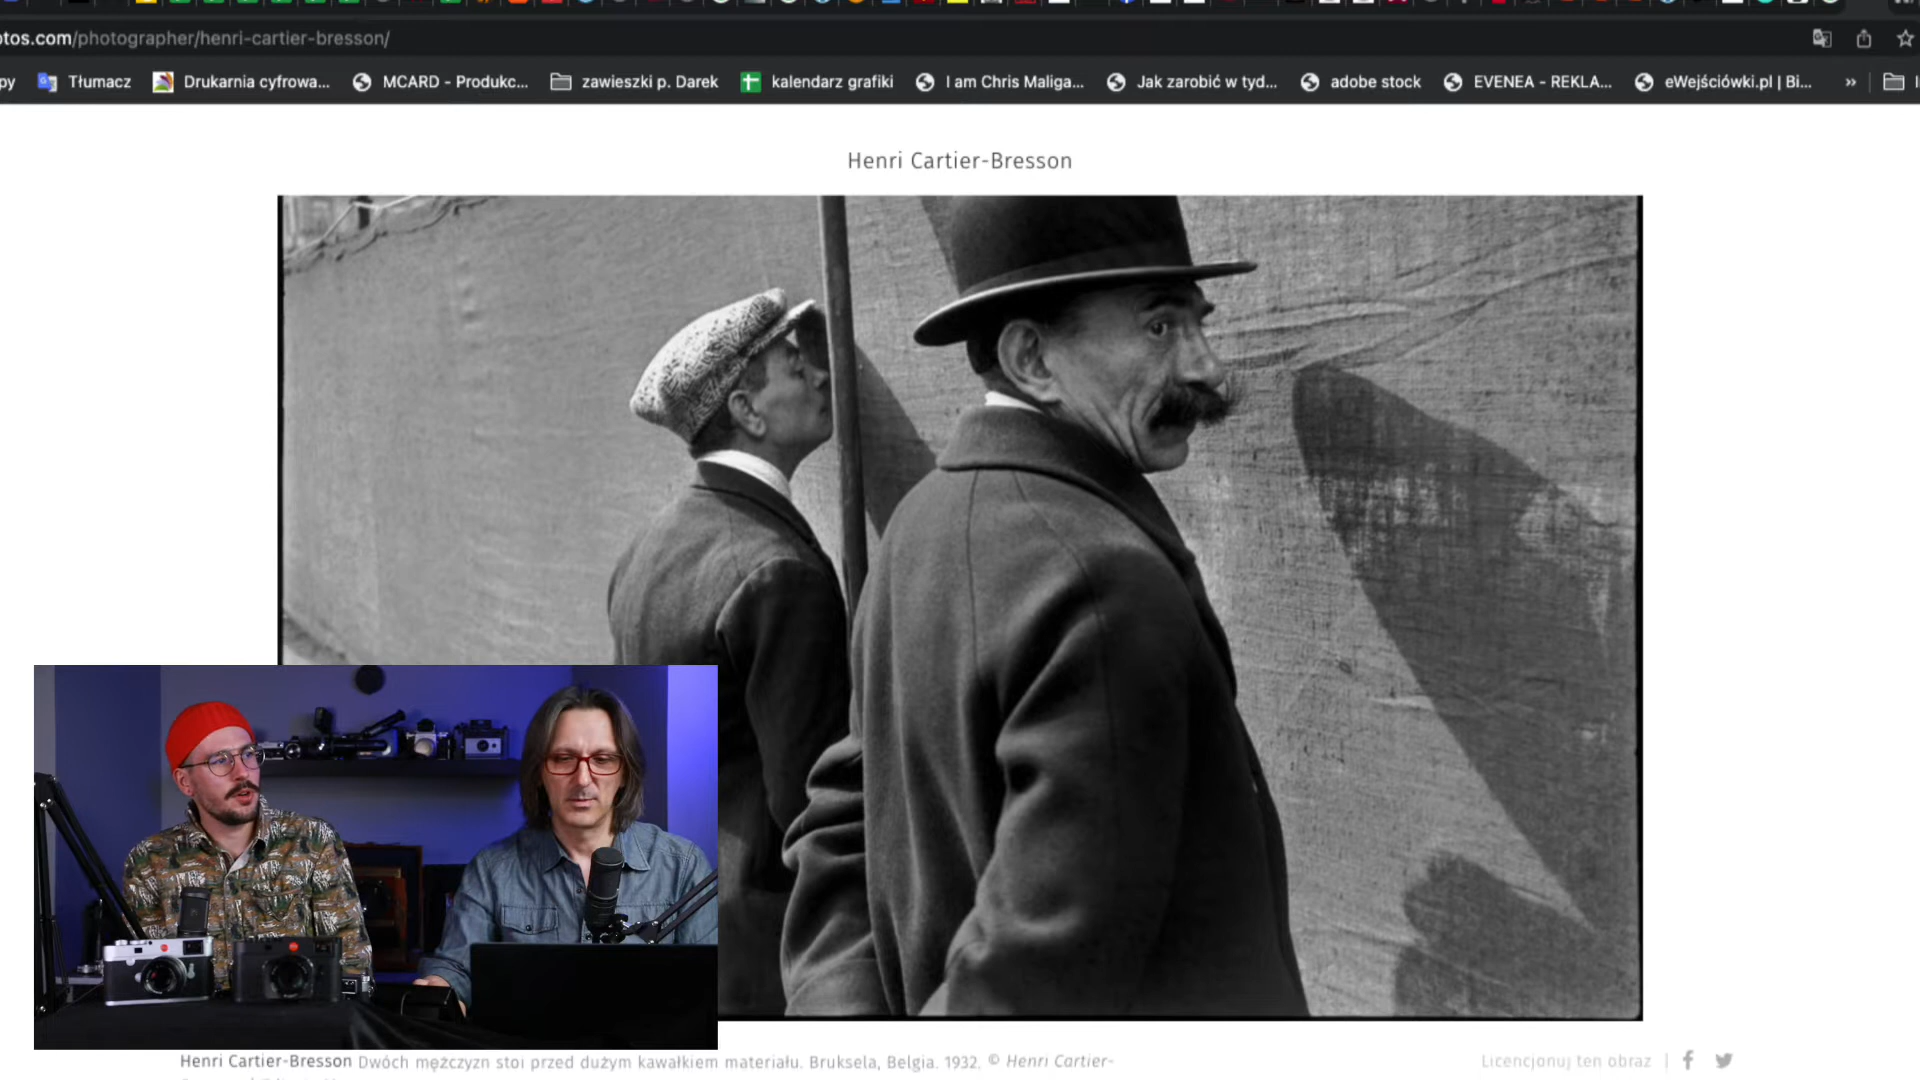 otos.com/photographer/henri-cartier-bresson/
py Tłumacz Drukarnia cyfrowa... MCARD - Produkc... zawieszki p. Darek kalendarz grafiki I am Chris Maliga... Jak zarobić w tyd... adobe stock EVENEA - REKLA... eWejściówki.pl | Bi... »
Henri Cartier-Bresson
Henri Cartier-Bresson Dwóch mężczyzn stoi przed dużym kawałkiem materiału. Bruksela, Belgia. 1932. © Henri Cartier-
Licencjonuj ten obraz |